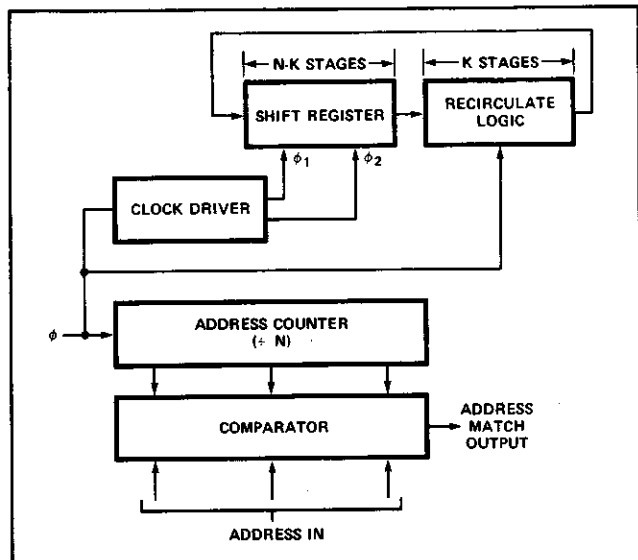 N-K STAGES
K STAGES
SHIFT REGISTER
RECIRCULATE
LOGIC
ϕ1
ϕ2
CLOCK DRIVER
ϕ
ADDRESS COUNTER
(÷ N)
COMPARATOR
ADDRESS
MATCH
OUTPUT
ADDRESS IN